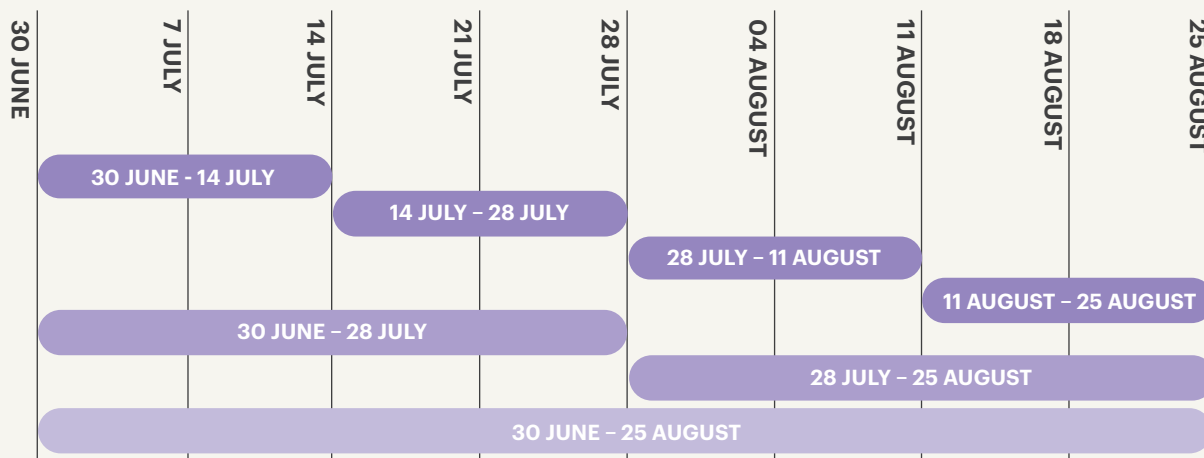 30 JUNE
7 JULY
14 JULY
21 JULY
28 JULY
04 AUGUST
11 AUGUST
18 AUGUST
25 AUGUST
30 JUNE - 14 JULY
14 JULY – 28 JULY
28 JULY – 11 AUGUST
11 AUGUST – 25 AUGUST
30 JUNE – 28 JULY
28 JULY – 25 AUGUST
30 JUNE – 25 AUGUST